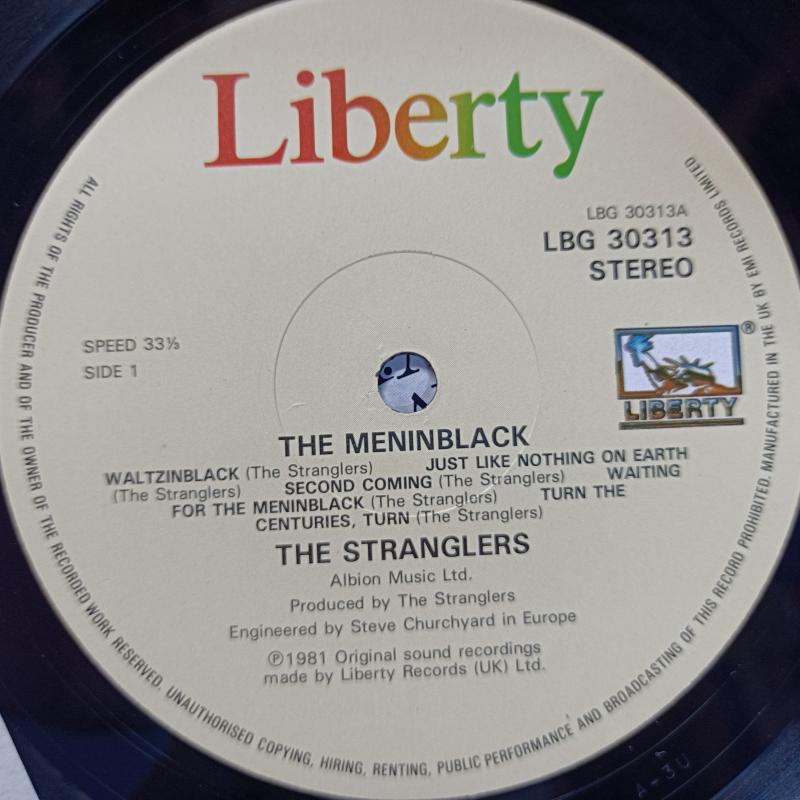 Liberty
LBG 30313A
LBG 30313
STEREO
SPEED 33⅓
SIDE 1
LIBERTY ®
THE MENINBLACK
WALTZINBLACK (The Stranglers) JUST LIKE NOTHING ON EARTH
(The Stranglers) SECOND COMING (The Stranglers) WAITING
FOR THE MENINBLACK (The Stranglers) TURN THE
CENTURIES, TURN (The Stranglers)
THE STRANGLERS
Albion Music Ltd.
Produced by The Stranglers
Engineered by Steve Churchyard in Europe
℗1981 Original sound recordings
made by Liberty Records (UK) Ltd.
ALL RIGHTS OF THE PRODUCER AND OF THE OWNER OF THE RECORDED WORK RESERVED. UNAUTHORISED COPYING, HIRING, RENTING, PUBLIC PERFORMANCE AND BROADCASTING OF THIS RECORD PROHIBITED. MANUFACTURED IN THE UK BY EMI RECORDS LIMITED
A-3U